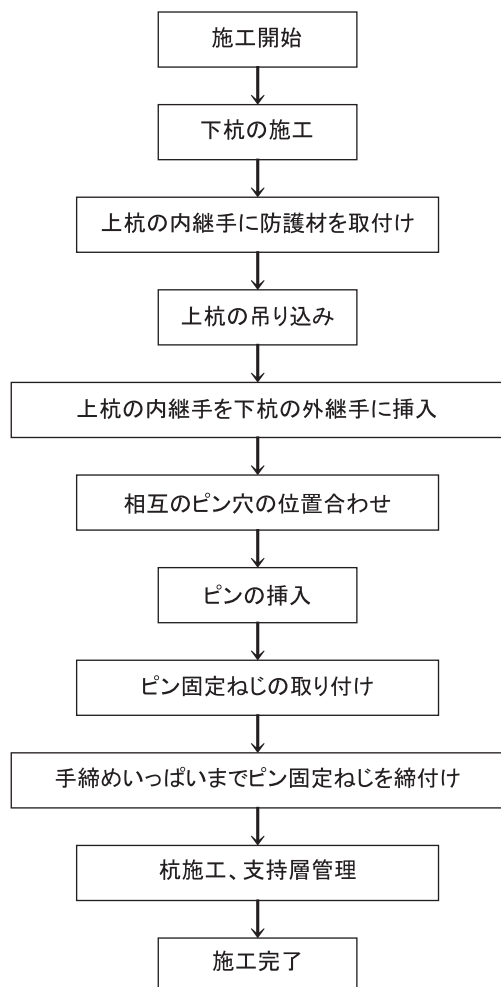 施工開始
下杭の施工
上杭の内継手に防護材を取付け
上杭の吊り込み
上杭の内継手を下杭の外継手に挿入
相互のピン穴の位置合わせ
ピンの挿入
ピン固定ねじの取り付け
手締めいっぱいまでピン固定ねじを締付け
杭施工、支持層管理
施工完了